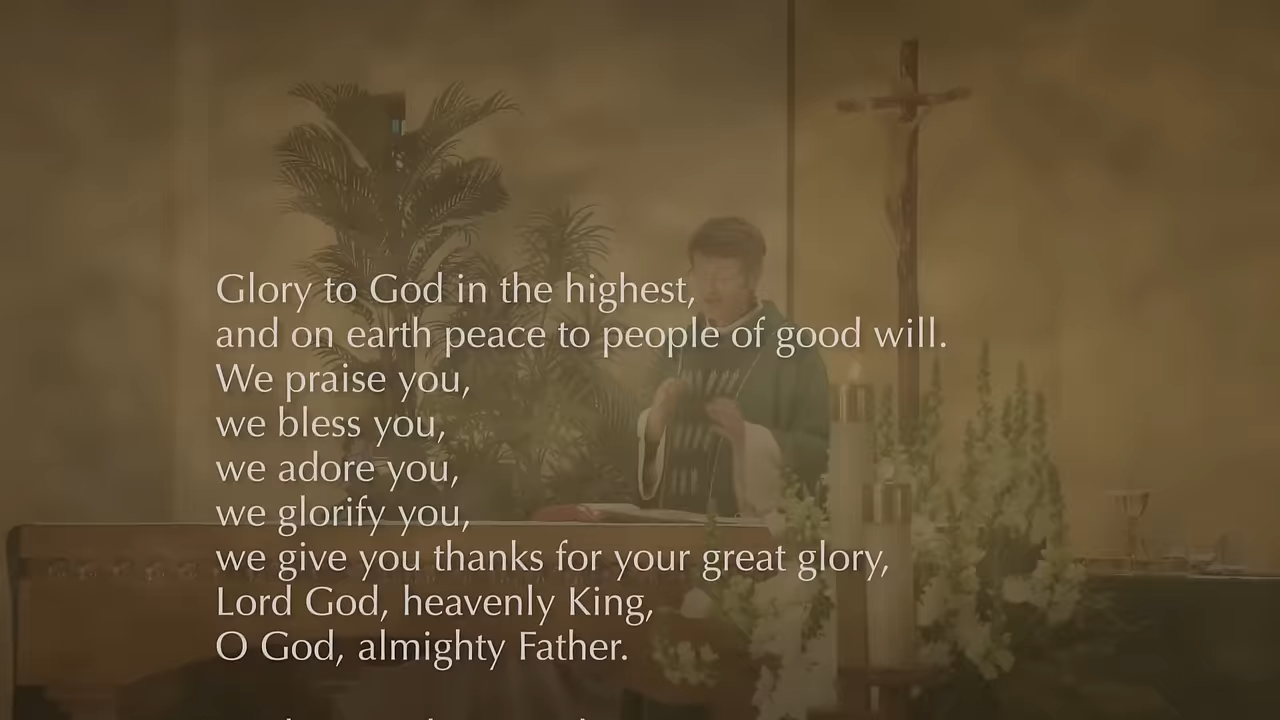 Glory to God in the highest,
and on earth peace to people of good will.
We praise you,
we bless you,
we adore you,
we glorify you,
we give you thanks for your great glory,
Lord God, heavenly King,
O God, almighty Father.